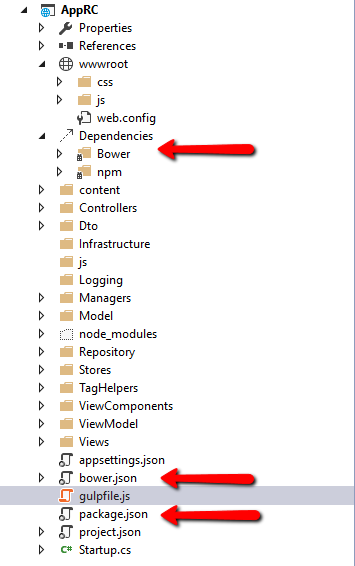 AppRC
Properties
References
wwwroot
css
js
web.config
Dependencies
Bower
npm
content
Controllers
Dto
Infrastructure
js
Logging
Managers
Model
node_modules
Repository
Stores
TagHelpers
ViewComponents
ViewModel
Views
appsettings.json
bower.json
gulpfile.js
package.json
project.json
C# Startup.cs